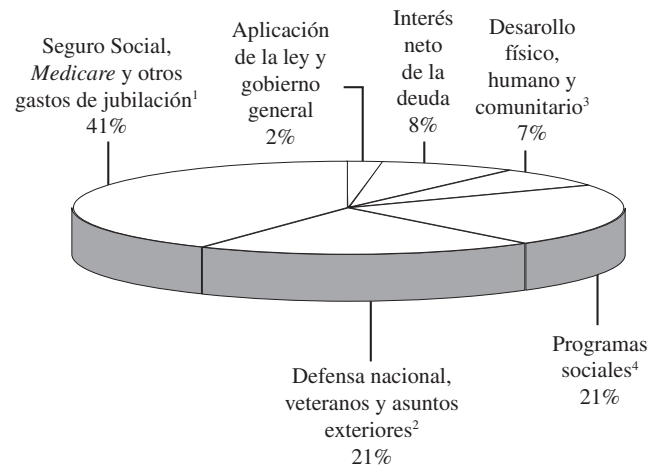 Seguro Social,
Medicare y otros
gastos de jubilación¹
41%
Aplicación
de la ley y
gobierno
general
2%
Interés
neto
de la
deuda
8%
Desarollo
físico,
humano y
comunitario³
7%
Programas
sociales⁴
21%
Defensa nacional,
veteranos y asuntos
exteriores²
21%